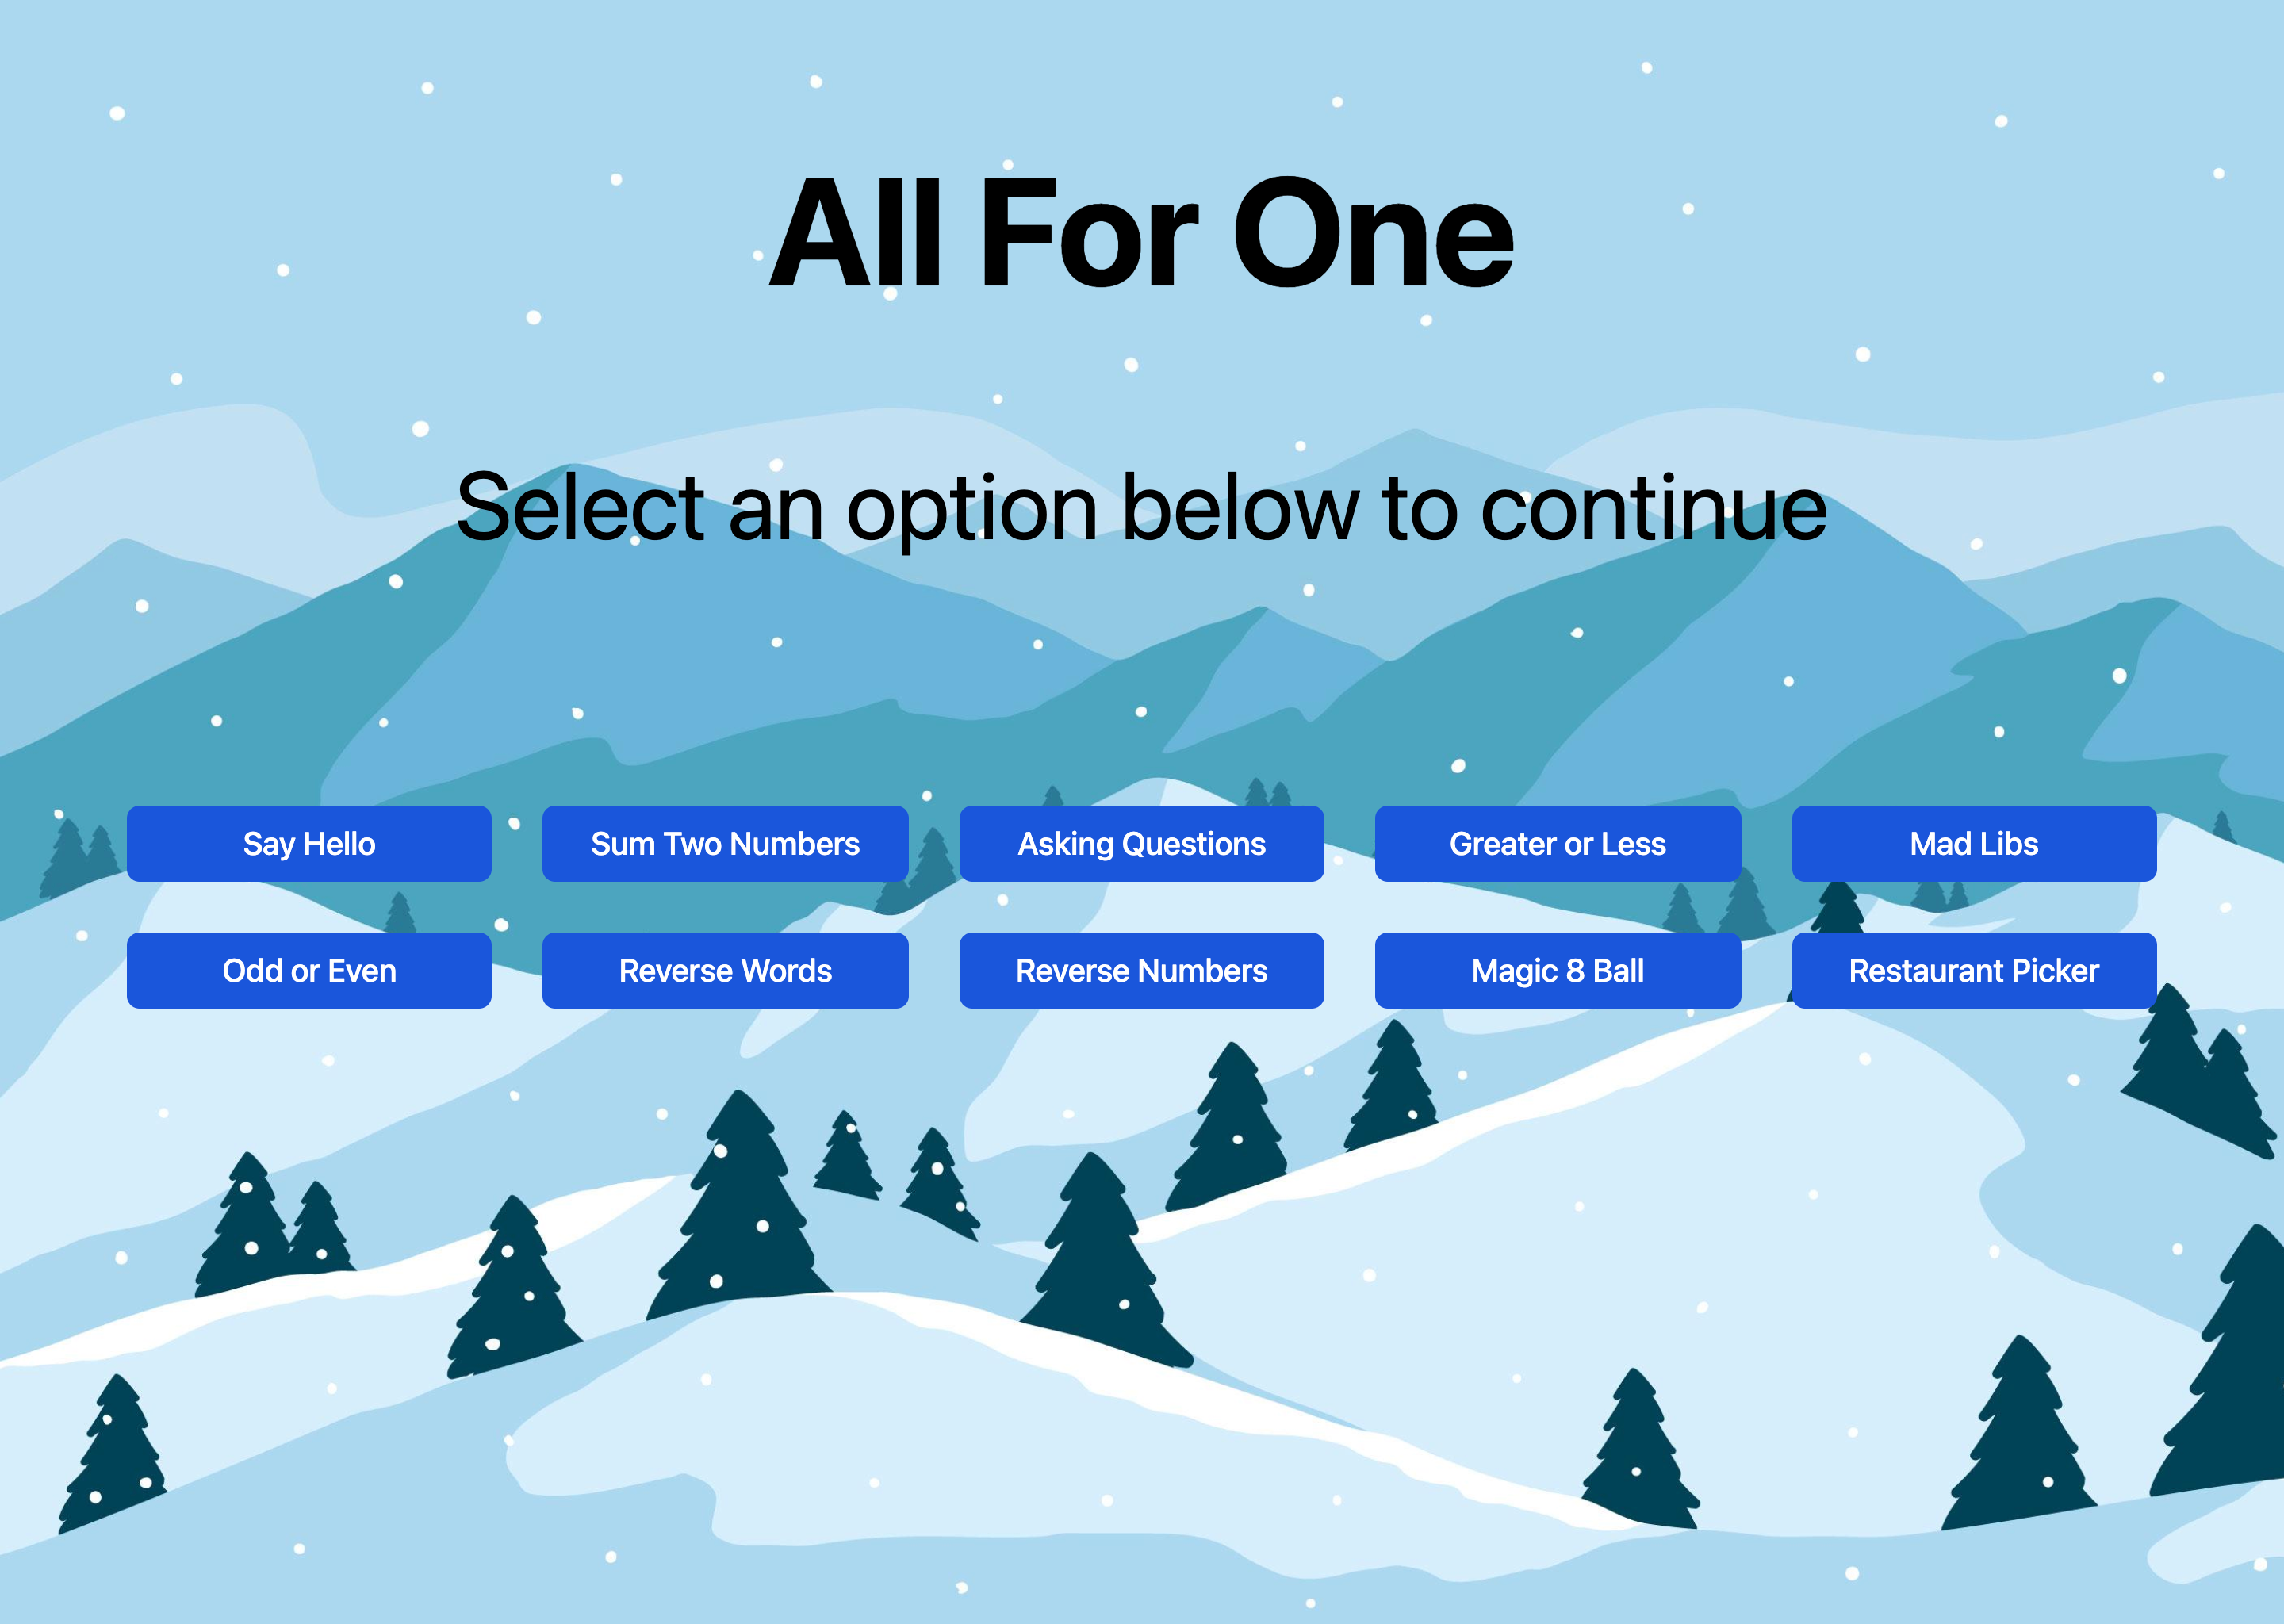 All For One
Select an option below to continue
Say Hello
Sum Two Numbers
Asking Questions
Greater or Less
Mad Libs
Odd or Even
Reverse Words
Reverse Numbers
Magic 8 Ball
Restaurant Picker